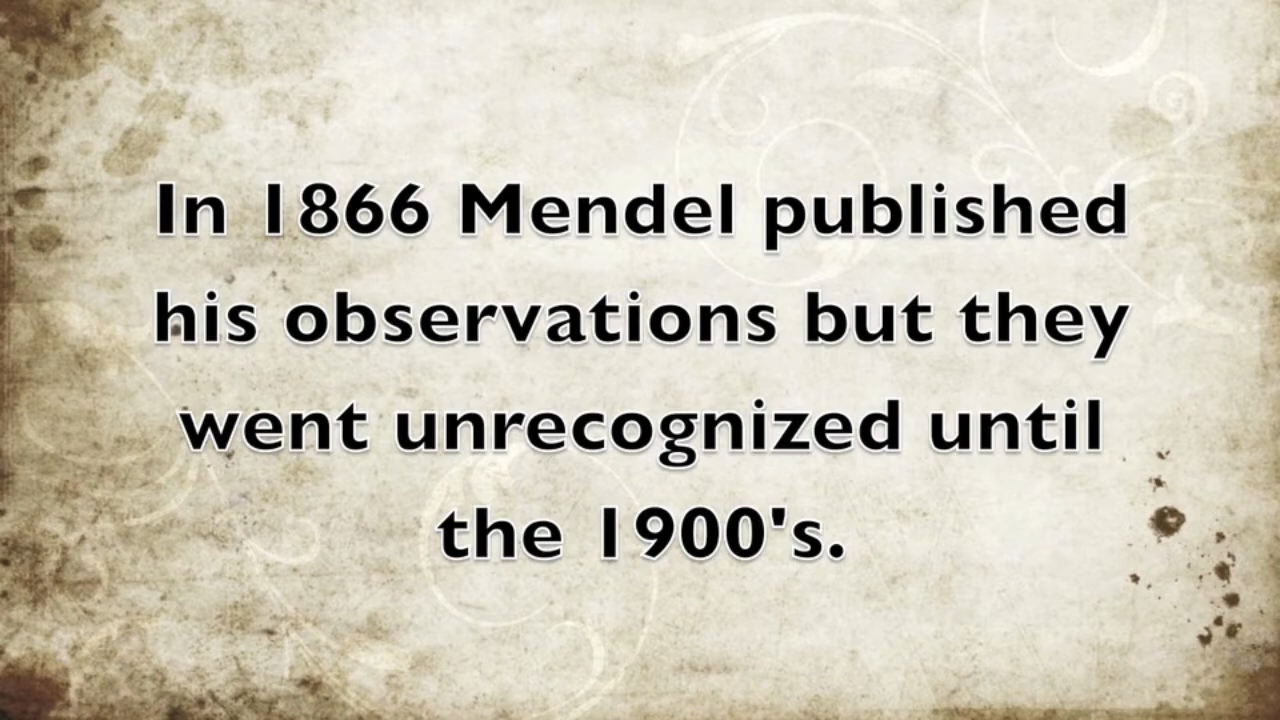 In 1866 Mendel published
his observations but they
went unrecognized until
the 1900's.